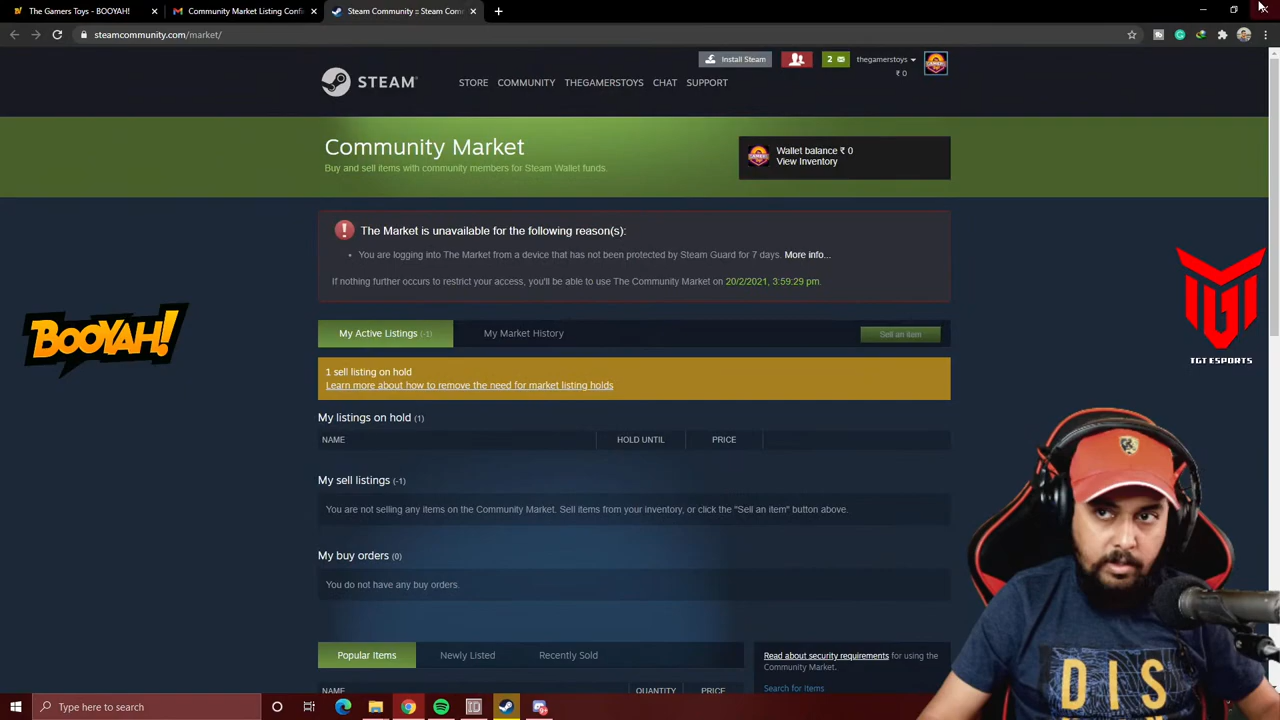 The Gamers Toys - BOOYAH!
Community Market Listing Confi
Steam Community :: Steam Com
steamcommunity.com/market/
Install Steam
2
thegamerstoys
₹ 0
STEAM
STORE COMMUNITY THEGAMERSTOYS CHAT SUPPORT
Community Market
Buy and sell items with community members for Steam Wallet funds.
Wallet balance ₹ 0
View Inventory
The Market is unavailable for the following reason(s):
You are logging into The Market from a device that has not been protected by Steam Guard for 7 days. More info...
If nothing further occurs to restrict your access, you'll be able to use The Community Market on 20/2/2021, 3:59:29 pm.
BOOYAH!
TGT ESPORTS
My Active Listings (-1) My Market History Sell an item
1 sell listing on hold
Learn more about how to remove the need for market listing holds
My listings on hold (1)
NAME HOLD UNTIL PRICE
My sell listings (-1)
You are not selling any items on the Community Market. Sell items from your inventory, or click the "Sell an item" button above.
My buy orders (0)
You do not have any buy orders.
Popular Items Newly Listed Recently Sold
Read about security requirements for using the
Community Market.
NAME QUANTITY PRICE
Search for Items
DIS
Type here to search